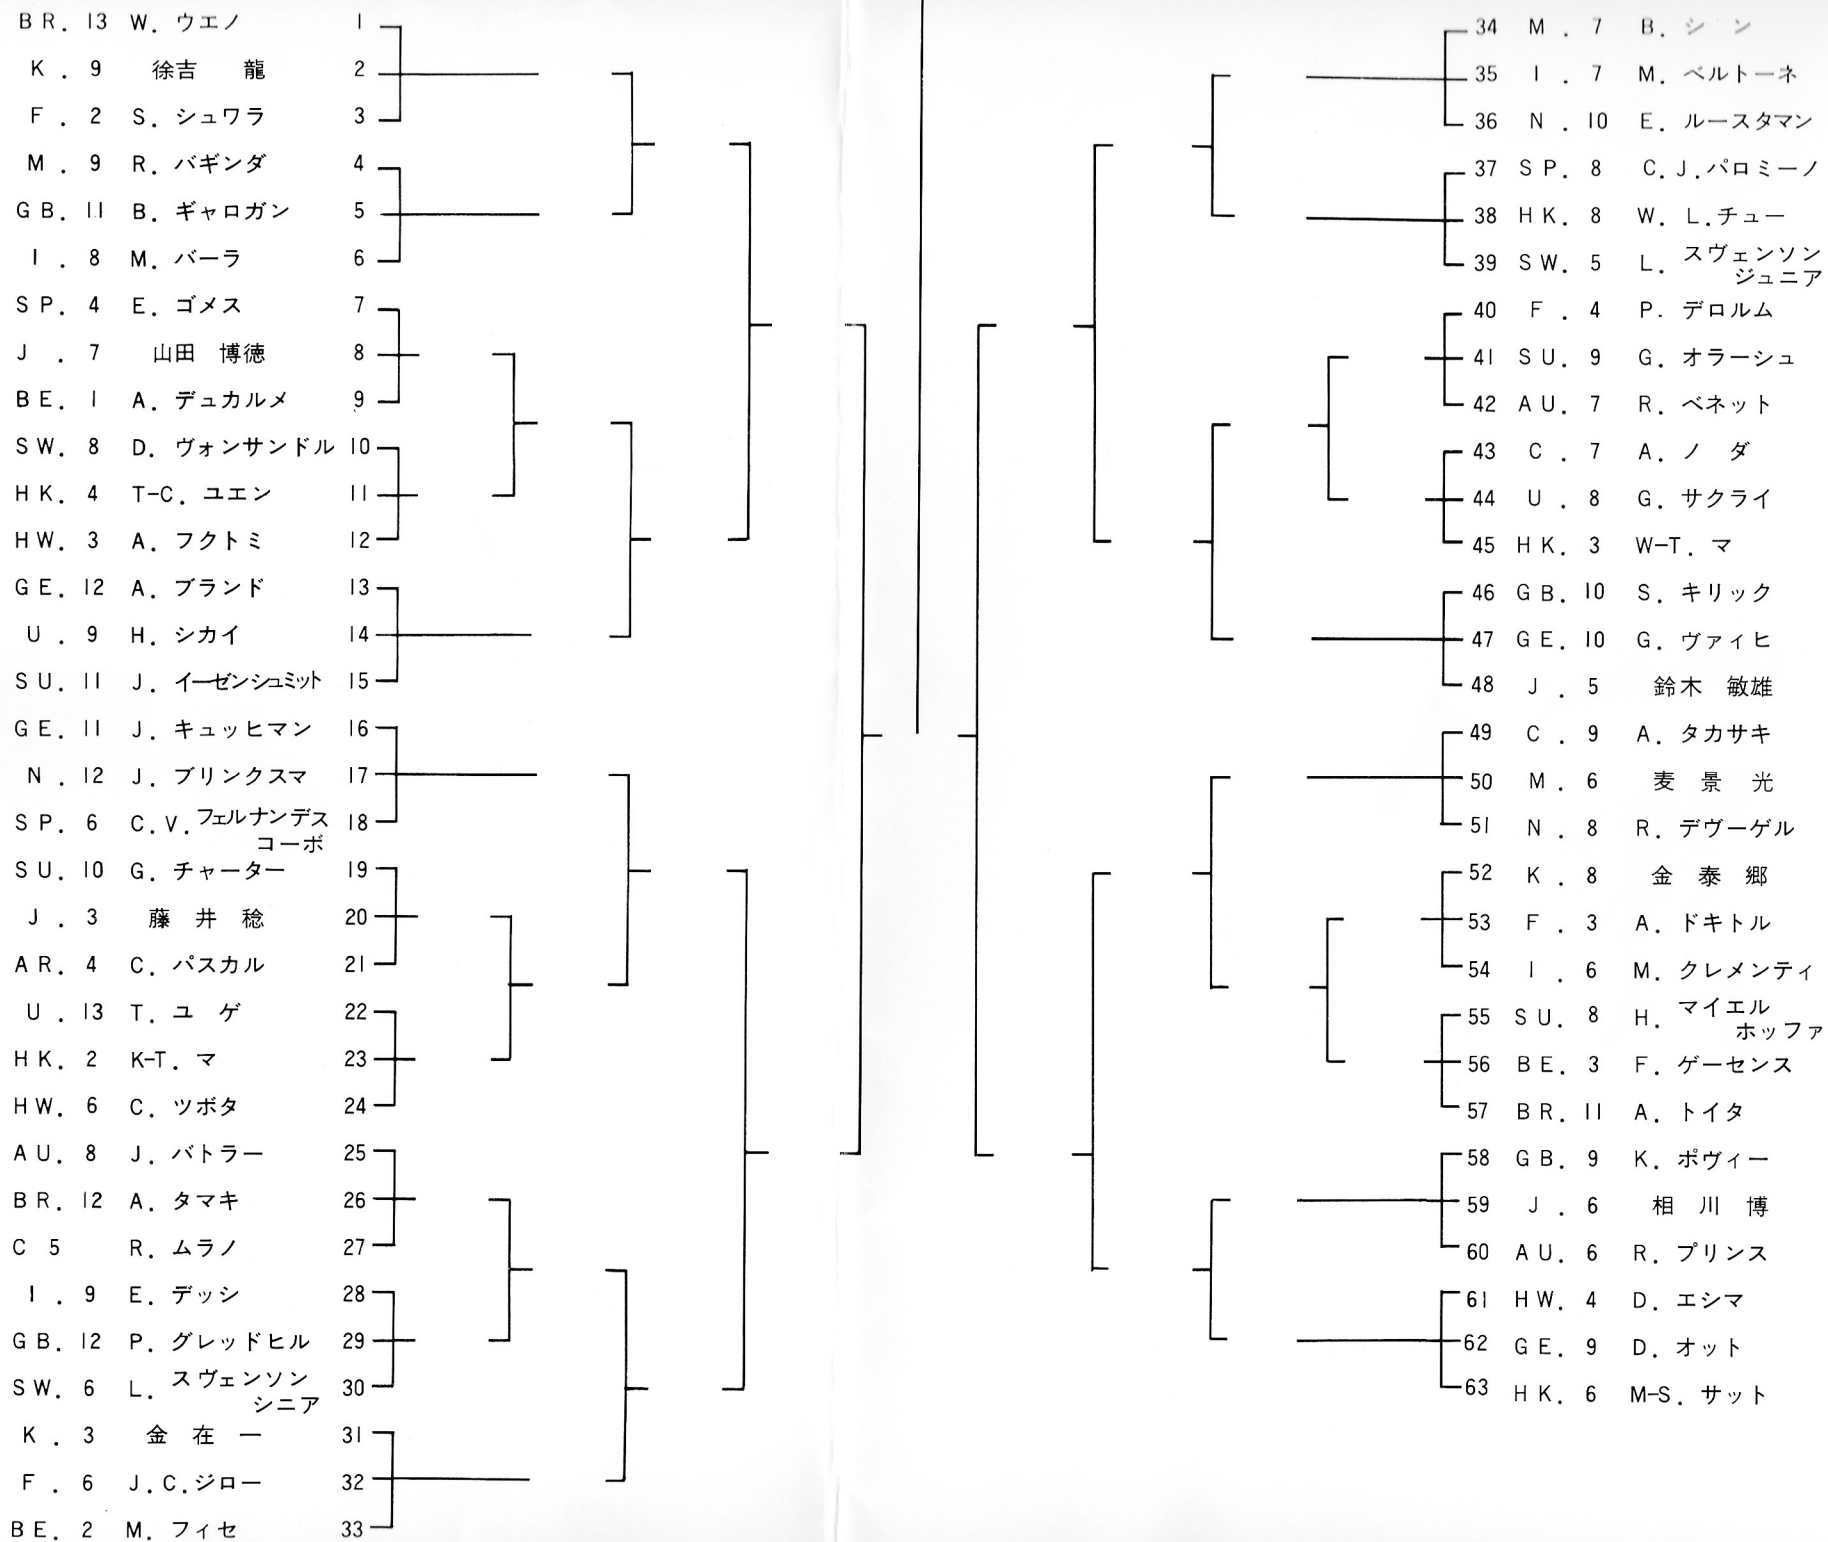 BR. 13 W. ウエノ 1
K. 9 徐吉 龍 2
F. 2 S. シュワラ 3
M. 9 R. バギンダ 4
GB. 11 B. ギャロガン 5
I. 8 M. バーラ 6
SP. 4 E. ゴメス 7
J. 7 山田 博徳 8
BE. 1 A. デュカルメ 9
SW. 8 D. ヴォンサンドル 10
HK. 4 T-C. ユエン 11
HW. 3 A. フクトミ 12
GE. 12 A. ブランド 13
U. 9 H. シカイ 14
SU. 11 J. イーゼンシュミット 15
GE. 11 J. キュッヒマン 16
N. 12 J. ブリンクスマ 17
SP. 6 C.V. フェルナンデス コーボ 18
SU. 10 G. チャーター 19
J. 3 藤井 稔 20
AR. 4 C. パスカル 21
U. 13 T. ユゲ 22
HK. 2 K-T. マ 23
HW. 6 C. ツボタ 24
AU. 8 J. バトラー 25
BR. 12 A. タマキ 26
C 5 R. ムラノ 27
I. 9 E. デッシ 28
GB. 12 P. グレッドヒル 29
SW. 6 L. スヴェンソン シニア 30
K. 3 金在一 31
F. 6 J.C.ジロー 32
BE. 2 M. フィセ 33
34 M. 7 B. シン
35 I. 7 M. ベルトーネ
36 N. 10 E. ルースタマン
37 SP. 8 C.J.パロミーノ
38 HK. 8 W. L.チュー
39 SW. 5 L. スヴェンソン ジュニア
40 F. 4 P. デロルム
41 SU. 9 G. オラーシュ
42 AU. 7 R. ベネット
43 C. 7 A. ノダ
44 U. 8 G. サクライ
45 HK. 3 W-T. マ
46 GB. 10 S. キリック
47 GE. 10 G. ヴァィヒ
48 J. 5 鈴木 敏雄
49 C. 9 A. タカサキ
50 M. 6 麦景光
51 N. 8 R. デヴーゲル
52 K. 8 金泰郷
53 F. 3 A. ドキトル
54 I. 6 M. クレメンティ
55 SU. 8 H. マイエル ホッファ
56 BE. 3 F. ゲーセンス
57 BR. 11 A. トイタ
58 GB. 9 K. ポヴィー
59 J. 6 相川 博
60 AU. 6 R. プリンス
61 HW. 4 D. エシマ
62 GE. 9 D. オット
63 HK. 6 M-S. サット